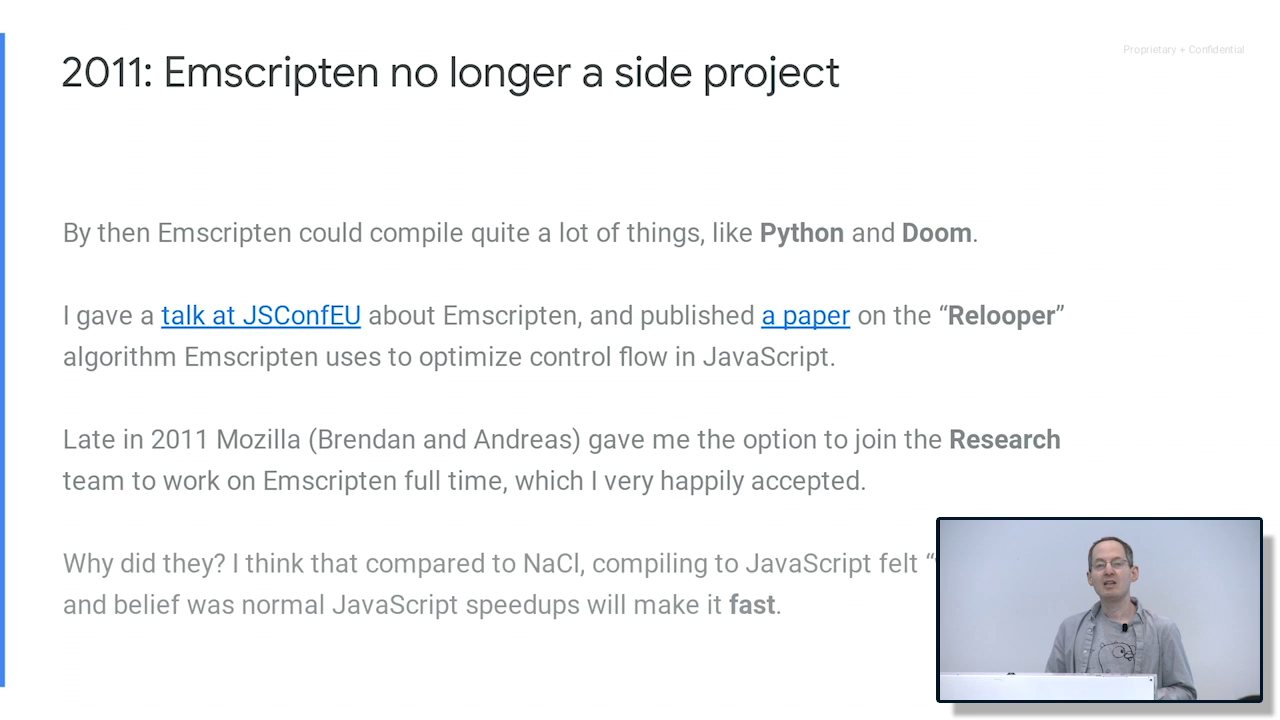 2011: Emscripten no longer a side project
Proprietary + Confidential
By then Emscripten could compile quite a lot of things, like Python and Doom.
I gave a talk at JSConfEU about Emscripten, and published a paper on the “Relooper”
algorithm Emscripten uses to optimize control flow in JavaScript.
Late in 2011 Mozilla (Brendan and Andreas) gave me the option to join the Research
team to work on Emscripten full time, which I very happily accepted.
Why did they? I think that compared to NaCl, compiling to JavaScript felt “
and belief was normal JavaScript speedups will make it fast.